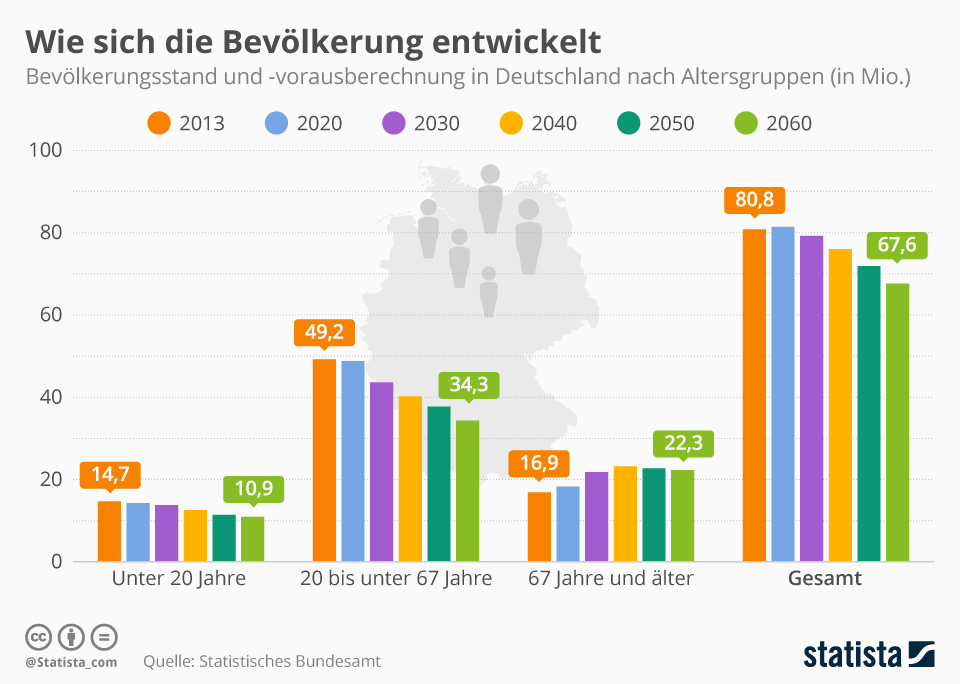 Wie sich die Bevölkerung entwickelt
Bevölkerungsstand und -vorausberechnung in Deutschland nach Altersgruppen (in Mio.)
2013 2020 2030 2040 2050 2060
100
80
60
40
20
0
14,7
10,9
49,2
34,3
16,9
22,3
80,8
67,6
Unter 20 Jahre 20 bis unter 67 Jahre 67 Jahre und älter Gesamt
cc
@Statista_com Quelle: Statistisches Bundesamt
statista